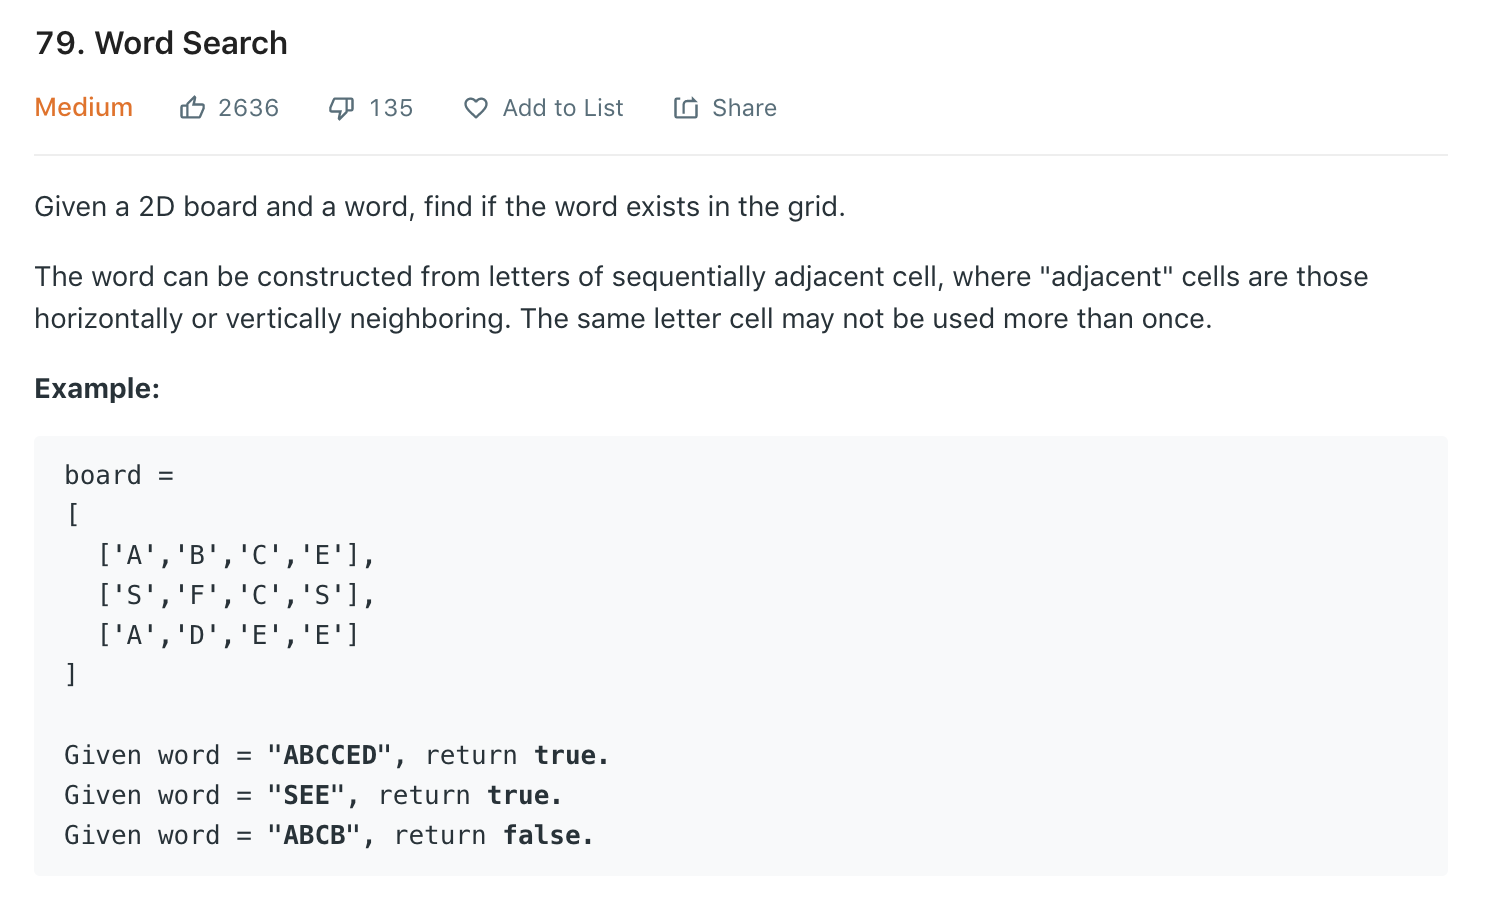 79. Word Search
Medium 2636 135 Add to List Share
Given a 2D board and a word, find if the word exists in the grid.
The word can be constructed from letters of sequentially adjacent cell, where "adjacent" cells are those
horizontally or vertically neighboring. The same letter cell may not be used more than once.
Example:
board =
[
  ['A','B','C','E'],
  ['S','F','C','S'],
  ['A','D','E','E']
]
Given word = "ABCCED", return true.
Given word = "SEE", return true.
Given word = "ABCB", return false.